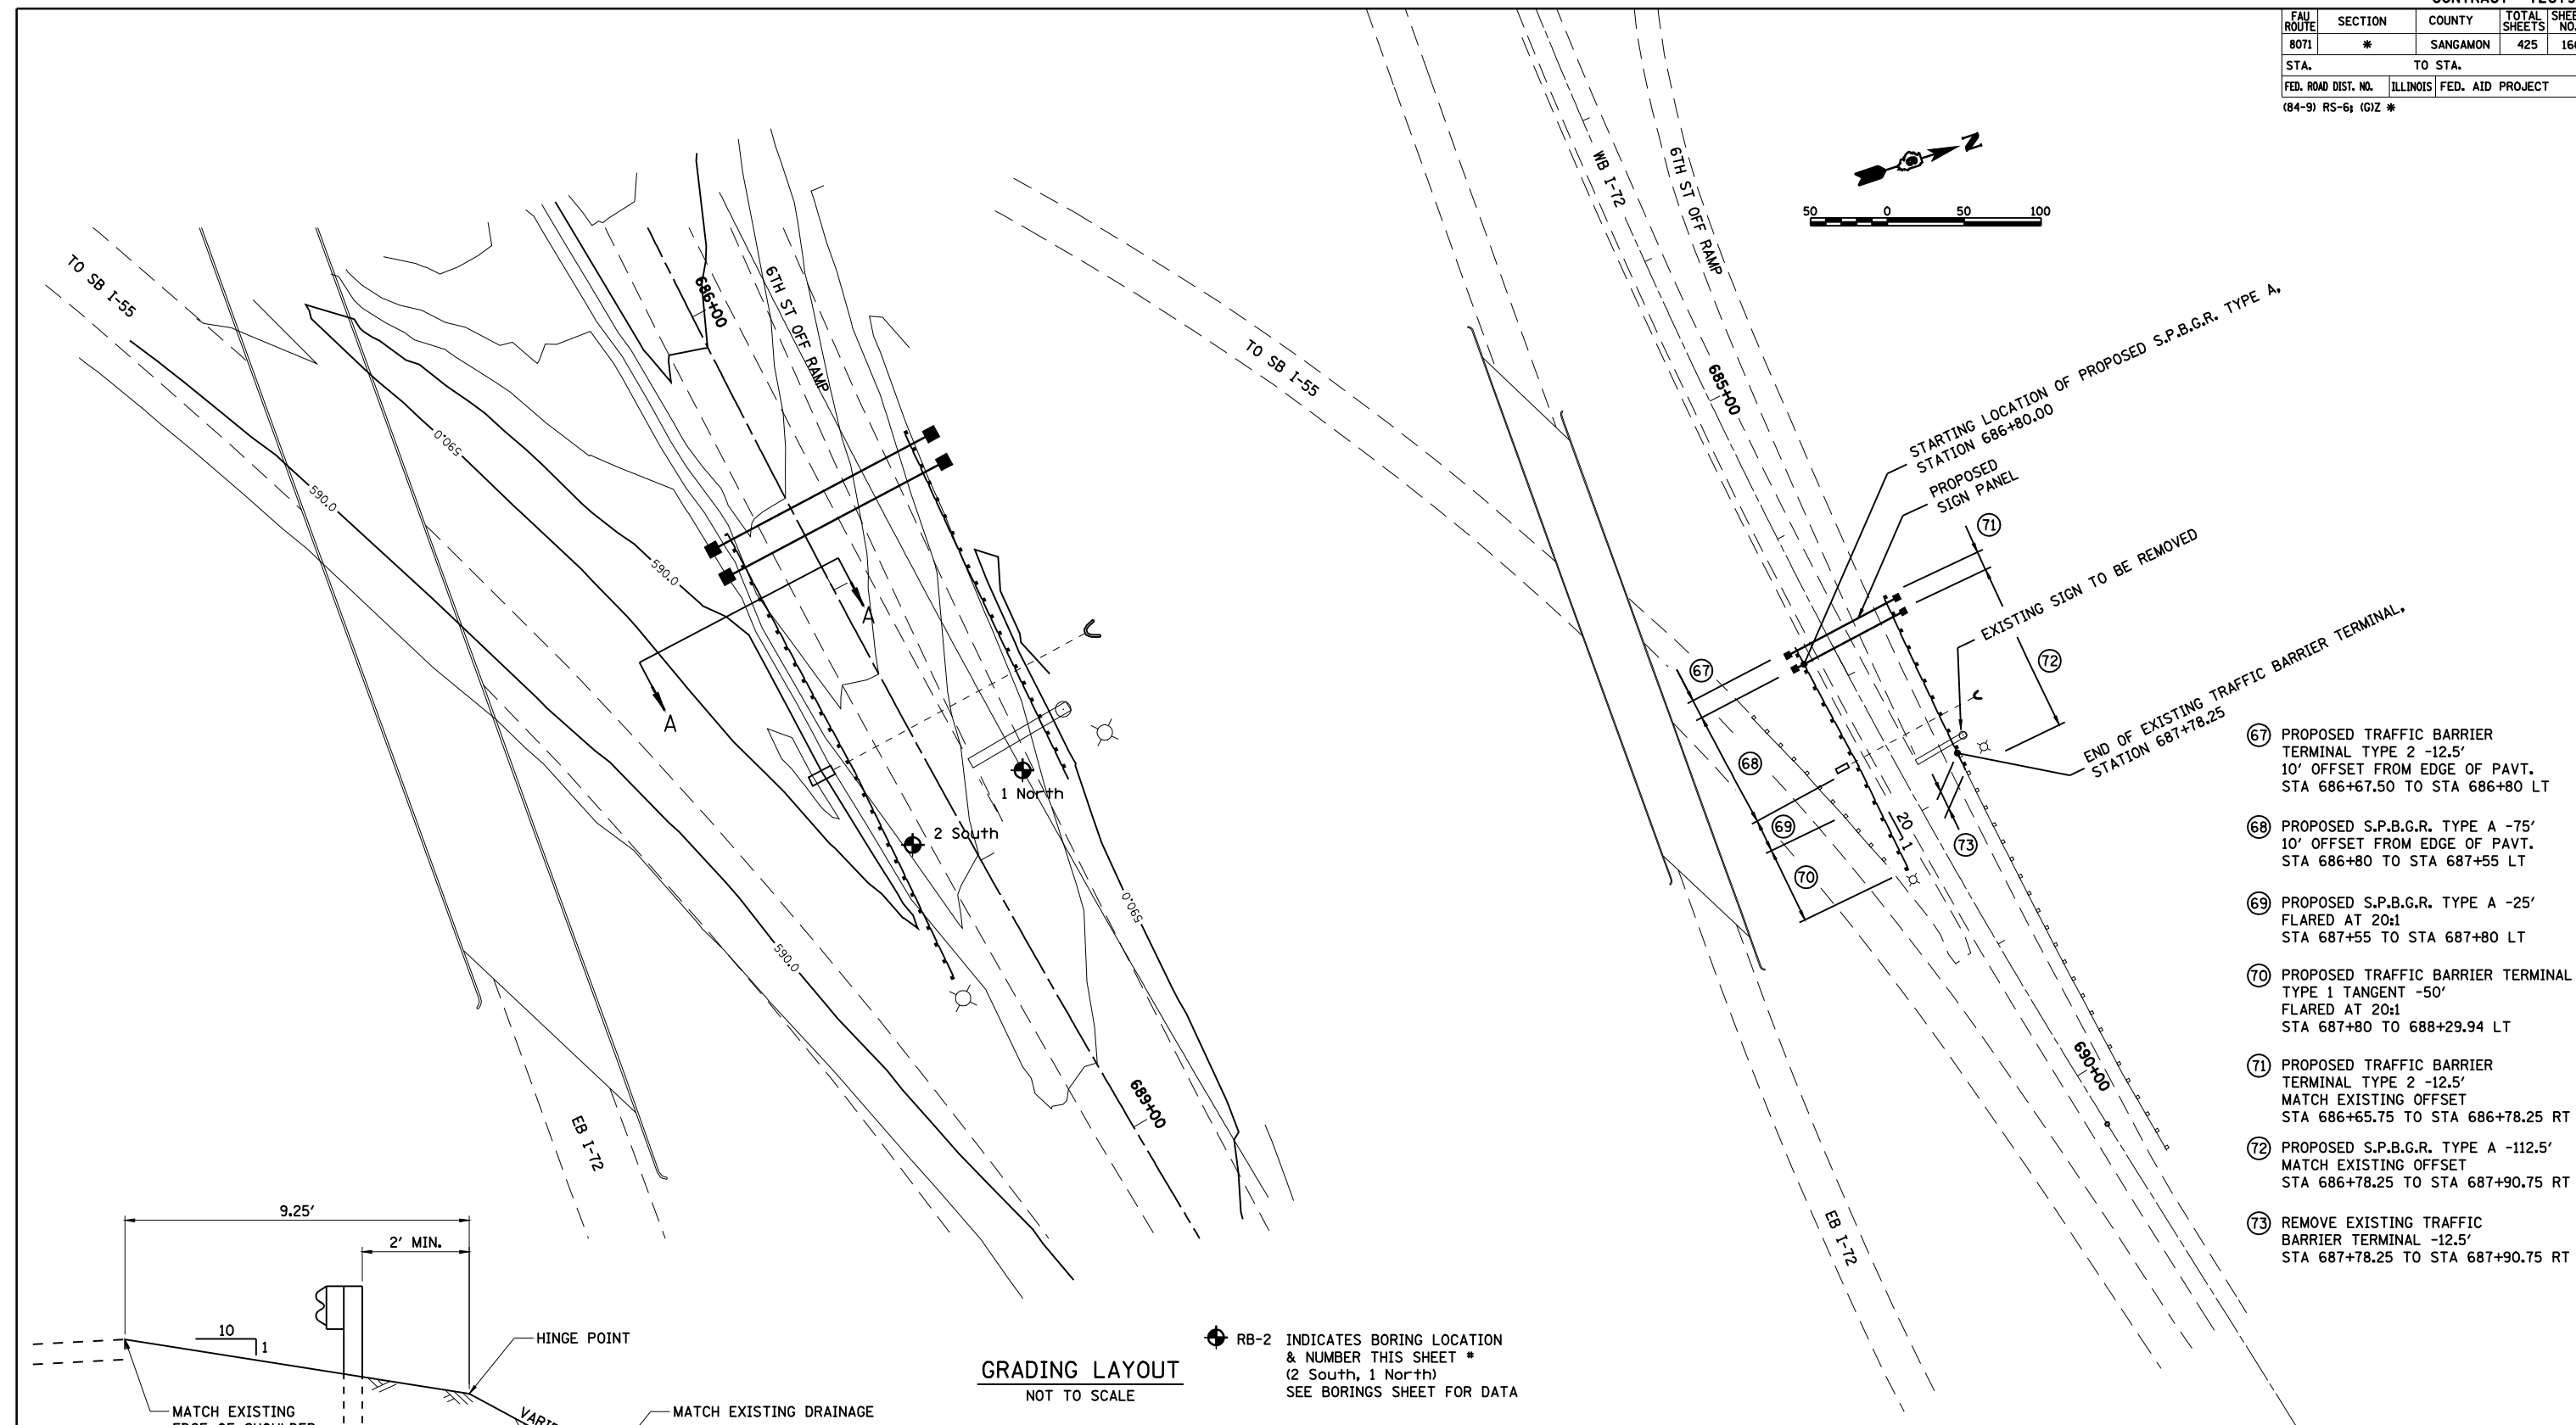 FAU ROUTE
SECTION
COUNTY
TOTAL SHEETS
8071
*
SANGAMON
425
STA.
TO STA.
FED. ROAD DIST. NO.
ILLINOIS
FED. AID PROJECT
(84-9) RS-6; (G)Z *
N
50
0
50
100
TO SB I-55
686+00
6TH ST OFF RAMP
590.0
590.0
590.0
590.0
590.0
A
A
1 North
2 South
689+00
EB I-72
TO SB I-55
WB I-72
6TH ST OFF RAMP
685+00
STARTING LOCATION OF PROPOSED S.P.B.G.R. TYPE A,
STATION 686+80.00
PROPOSED
SIGN PANEL
71
EXISTING SIGN TO BE REMOVED
72
67
68
69
70
20
1
73
END OF EXISTING TRAFFIC BARRIER TERMINAL,
STATION 687+78.25
690+00
EB I-72
67 PROPOSED TRAFFIC BARRIER
TERMINAL TYPE 2 -12.5'
10' OFFSET FROM EDGE OF PAVT.
STA 686+67.50 TO STA 686+80 LT
68 PROPOSED S.P.B.G.R. TYPE A -75'
10' OFFSET FROM EDGE OF PAVT.
STA 686+80 TO STA 687+55 LT
69 PROPOSED S.P.B.G.R. TYPE A -25'
FLARED AT 20:1
STA 687+55 TO STA 687+80 LT
70 PROPOSED TRAFFIC BARRIER TERMINAL
TYPE 1 TANGENT -50'
FLARED AT 20:1
STA 687+80 TO 688+29.94 LT
71 PROPOSED TRAFFIC BARRIER
TERMINAL TYPE 2 -12.5'
MATCH EXISTING OFFSET
STA 686+65.75 TO STA 686+78.25 RT
72 PROPOSED S.P.B.G.R. TYPE A -112.5'
MATCH EXISTING OFFSET
STA 686+78.25 TO STA 687+90.75 RT
73 REMOVE EXISTING TRAFFIC
BARRIER TERMINAL -12.5'
STA 687+78.25 TO STA 687+90.75 RT
9.25'
2' MIN.
10
1
HINGE POINT
MATCH EXISTING
MATCH EXISTING DRAINAGE
GRADING LAYOUT
NOT TO SCALE
RB-2 INDICATES BORING LOCATION
& NUMBER THIS SHEET *
(2 South, 1 North)
SEE BORINGS SHEET FOR DATA